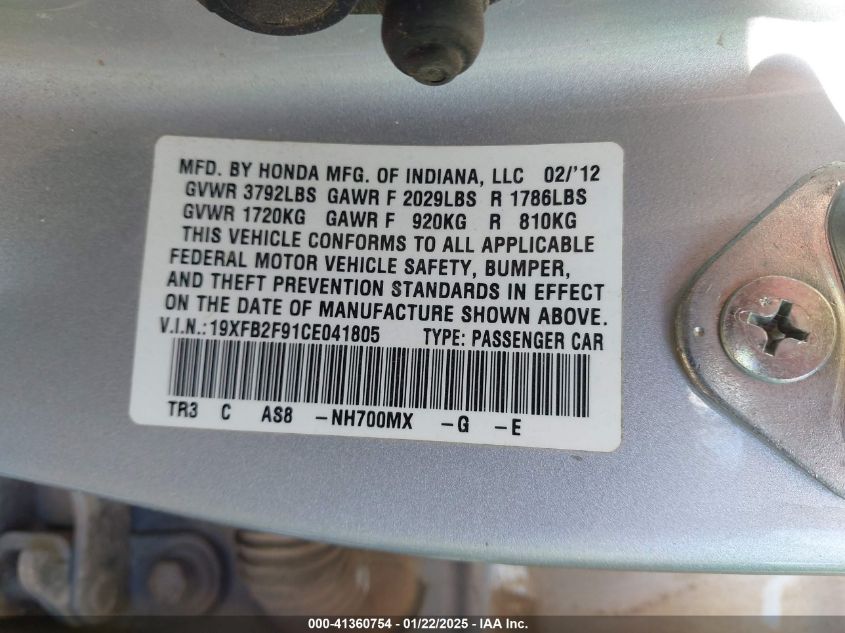 MFD. BY HONDA MFG. OF INDIANA, LLC 02/'12
GVWR 3792LBS GAWR F 2029LBS R 1786LBS
GVWR 1720KG GAWR F 920KG R 810KG
THIS VEHICLE CONFORMS TO ALL APPLICABLE
FEDERAL MOTOR VEHICLE SAFETY, BUMPER,
AND THEFT PREVENTION STANDARDS IN EFFECT
ON THE DATE OF MANUFACTURE SHOWN ABOVE.
V.I.N.:19XFB2F91CE041805 TYPE: PASSENGER CAR
TR3 C AS8 -NH700MX -G -E
000-41360754 - 01/22/2025 - IAA Inc.